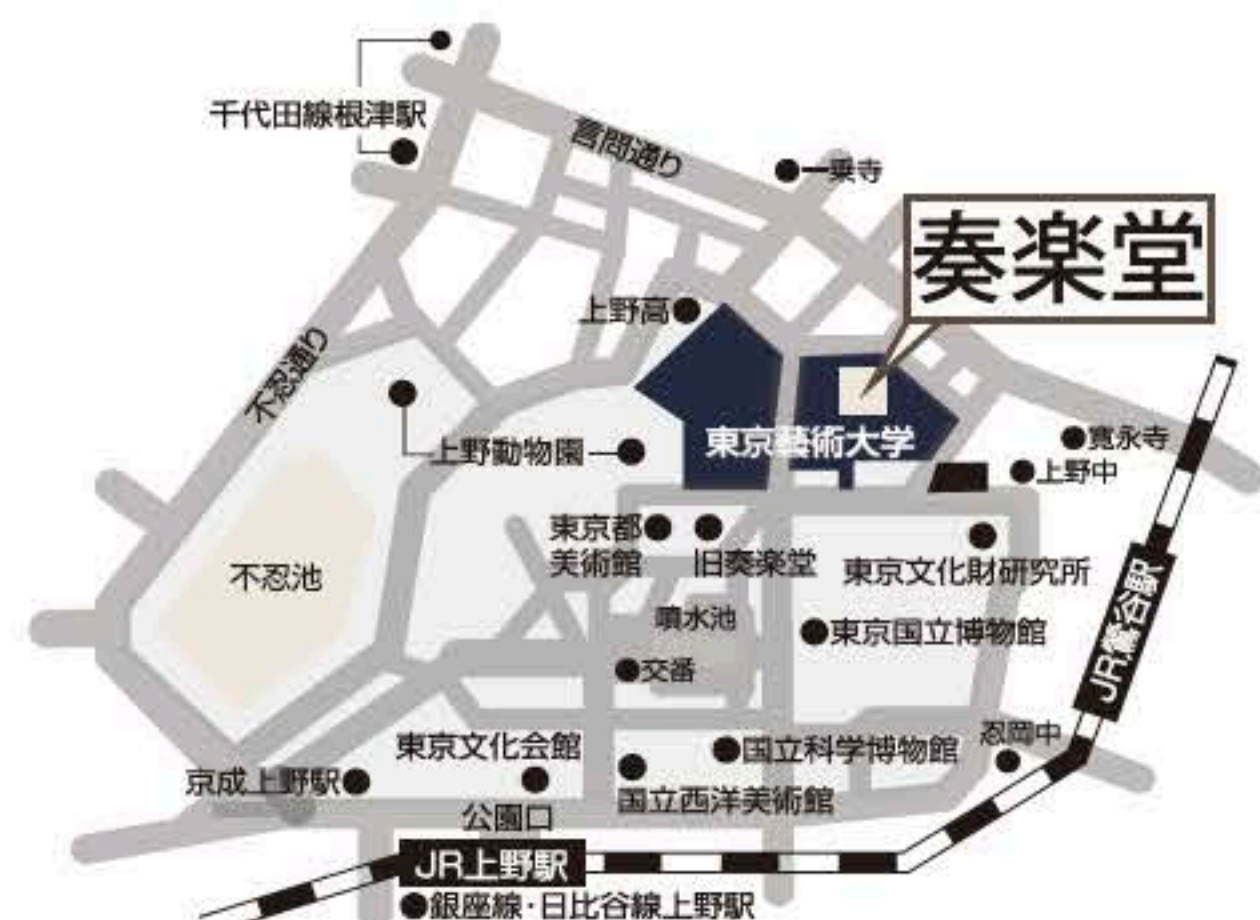 千代田線根津駅
言問通り
一乗寺
奏楽堂
上野高
不忍通り
上野動物園
東京藝術大学
寛永寺
上野中
東京都
美術館
旧奏楽堂
東京文化財研究所
不忍池
噴水池
東京国立博物館
交番
JR鶯谷駅
東京文化会館
国立科学博物館
忍岡中
京成上野駅
国立西洋美術館
公園口
JR上野駅
銀座線・日比谷線上野駅